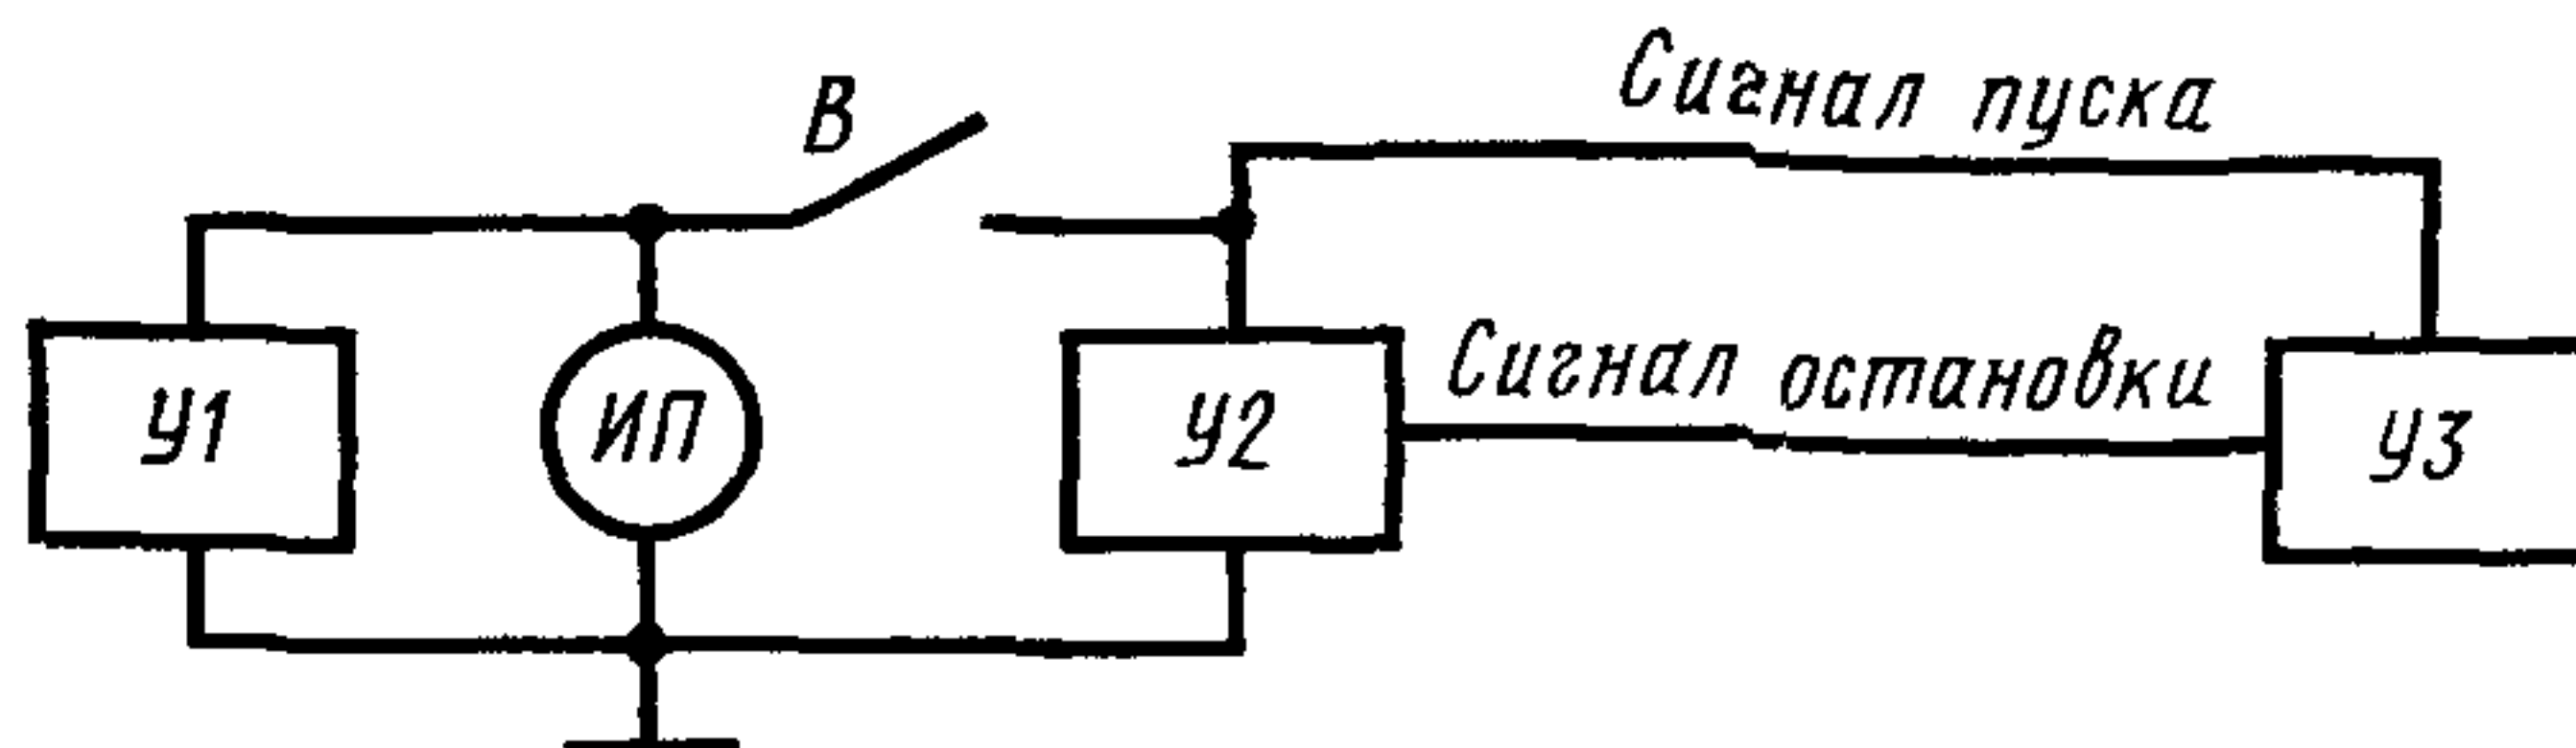 Сигнал пуска
В
Сигнал остановки
У1
ИП
У2
У3